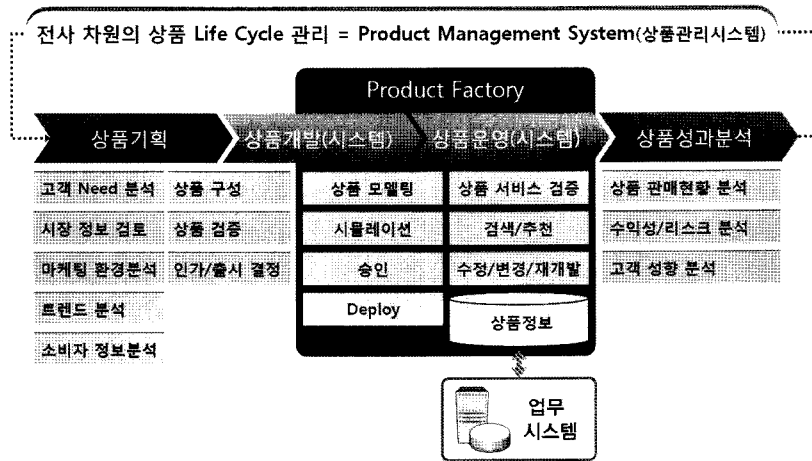 전사 차원의 상품 Life Cycle 관리 = Product Management System(상품관리시스템)
Product Factory
상품기획
상품개발(시스템)
상품운영(시스템)
상품성과분석
고객 Need 분석
시장 정보 검토
마케팅 환경분석
트렌드 분석
소비자 정보분석
상품 구성
상품 검증
인가/출시 결정
상품 모델링
시뮬레이션
승인
Deploy
상품 서비스 검증
검색/추천
수정/변경/재개발
상품정보
상품 판매현황 분석
수익성/리스크 분석
고객 성향 분석
업무
시스템